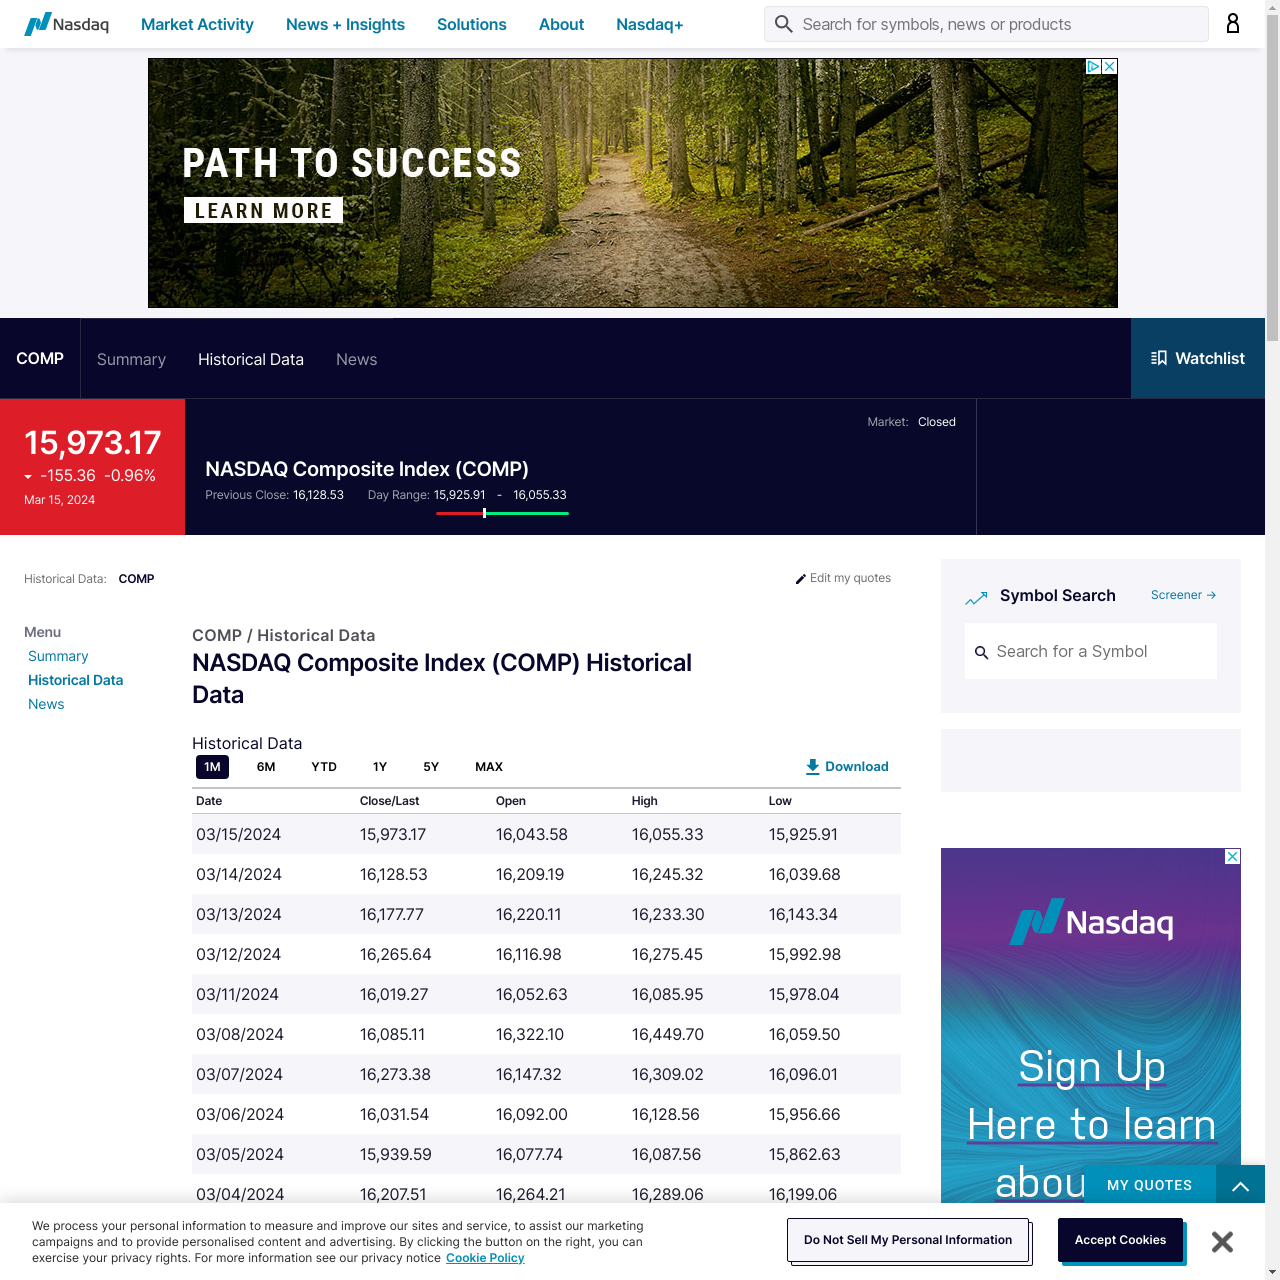 Nasdaq Market Activity News + Insights Solutions About Nasdaq+ Search for symbols, news or products
PATH TO SUCCESS
LEARN MORE
COMP Summary Historical Data News Watchlist
Market: Closed
15,973.17
-155.36 -0.96%
Mar 15, 2024
NASDAQ Composite Index (COMP)
Previous Close: 16,128.53 Day Range: 15,925.91 - 16,055.33
Historical Data: COMP Edit my quotes
Menu
Summary
Historical Data
News
COMP / Historical Data
NASDAQ Composite Index (COMP) Historical
Data
Historical Data
1M 6M YTD 1Y 5Y MAX Download
Date Close/Last Open High Low
03/15/2024 15,973.17 16,043.58 16,055.33 15,925.91
03/14/2024 16,128.53 16,209.19 16,245.32 16,039.68
03/13/2024 16,177.77 16,220.11 16,233.30 16,143.34
03/12/2024 16,265.64 16,116.98 16,275.45 15,992.98
03/11/2024 16,019.27 16,052.63 16,085.95 15,978.04
03/08/2024 16,085.11 16,322.10 16,449.70 16,059.50
03/07/2024 16,273.38 16,147.32 16,309.02 16,096.01
03/06/2024 16,031.54 16,092.00 16,128.56 15,956.66
03/05/2024 15,939.59 16,077.74 16,087.56 15,862.63
03/04/2024 16,207.51 16,264.21 16,289.06 16,199.06
Symbol Search Screener →
Search for a Symbol
Nasdaq
Sign Up
Here to learn
abou
MY QUOTES
We process your personal information to measure and improve our sites and service, to assist our marketing
campaigns and to provide personalised content and advertising. By clicking the button on the right, you can
exercise your privacy rights. For more information see our privacy notice Cookie Policy
Do Not Sell My Personal Information
Accept Cookies